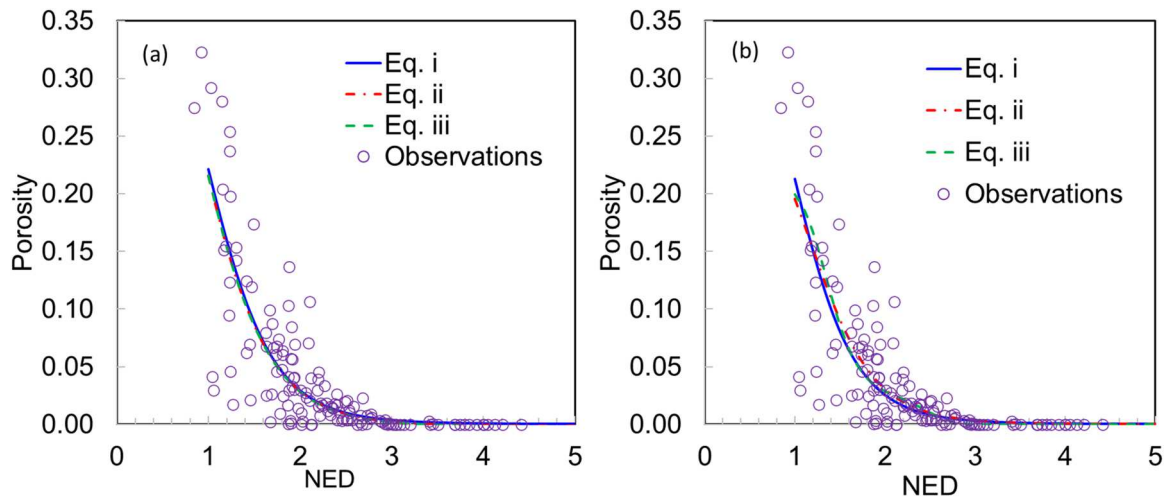 0.35
0.30
0.25
0.20
0.15
0.10
0.05
0.00
Porosity
(a)
Eq. i
Eq. ii
Eq. iii
Observations
0 1 2 3 4 5
NED
0.35
0.30
0.25
0.20
0.15
0.10
0.05
0.00
Porosity
(b)
Eq. i
Eq. ii
Eq. iii
Observations
0 1 2 3 4 5
NED